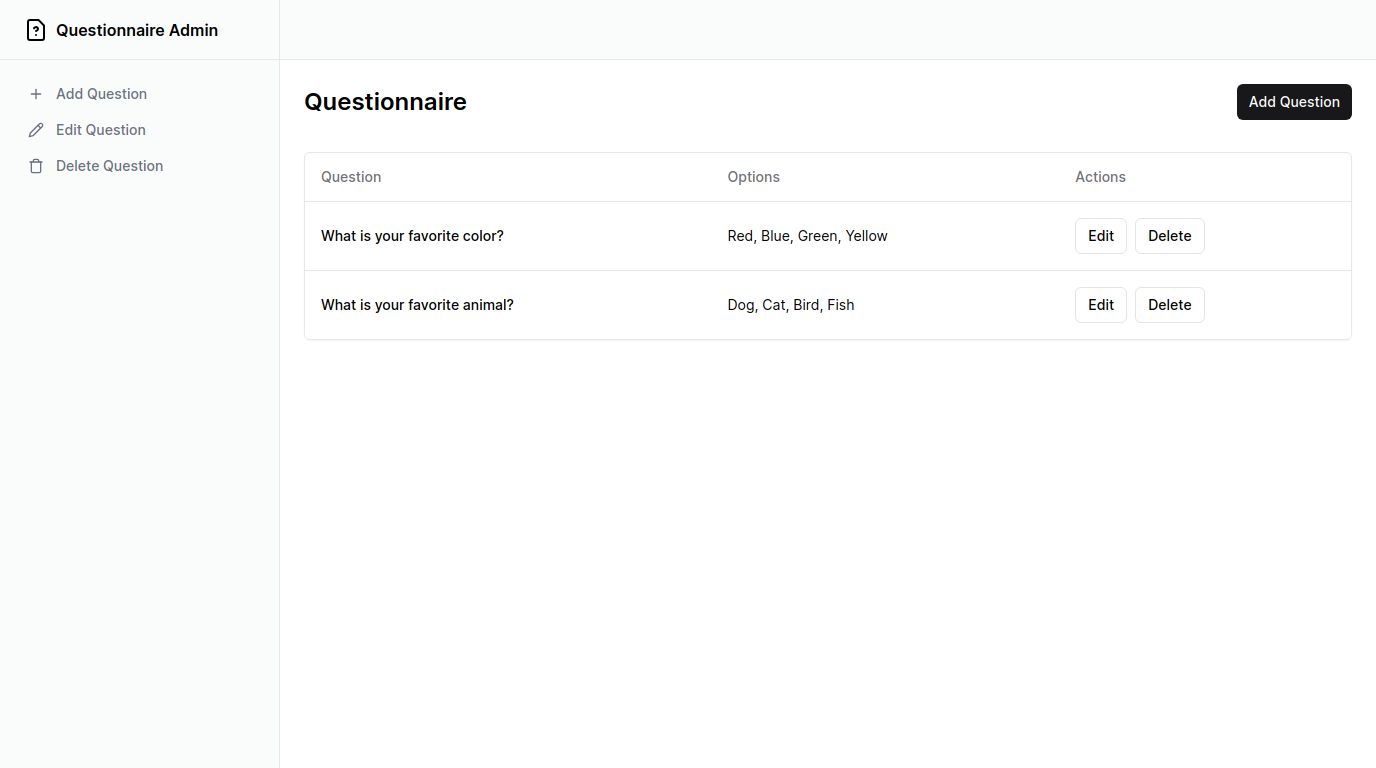 Questionnaire Admin
Add Question
Edit Question
Delete Question
Questionnaire
Add Question
Question Options Actions
What is your favorite color? Red, Blue, Green, Yellow Edit Delete
What is your favorite animal? Dog, Cat, Bird, Fish Edit Delete